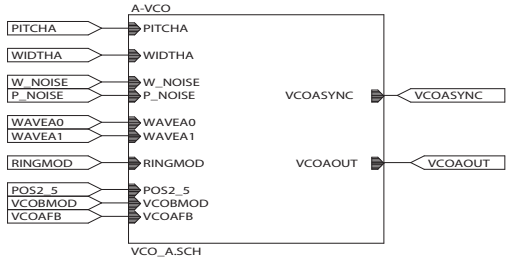 A-VCO
PITCHA PITCHA
WIDTHA WIDTHA
W_NOISE W_NOISE
P_NOISE P_NOISE VCOASYNC VCOASYNC
WAVEA0 WAVEA0
WAVEA1 WAVEA1
RINGMOD RINGMOD VCOAOUT VCOAOUT
POS2_5 POS2_5
VCOBMOD VCOBMOD
VCOAFB VCOAFB
VCO_A.SCH